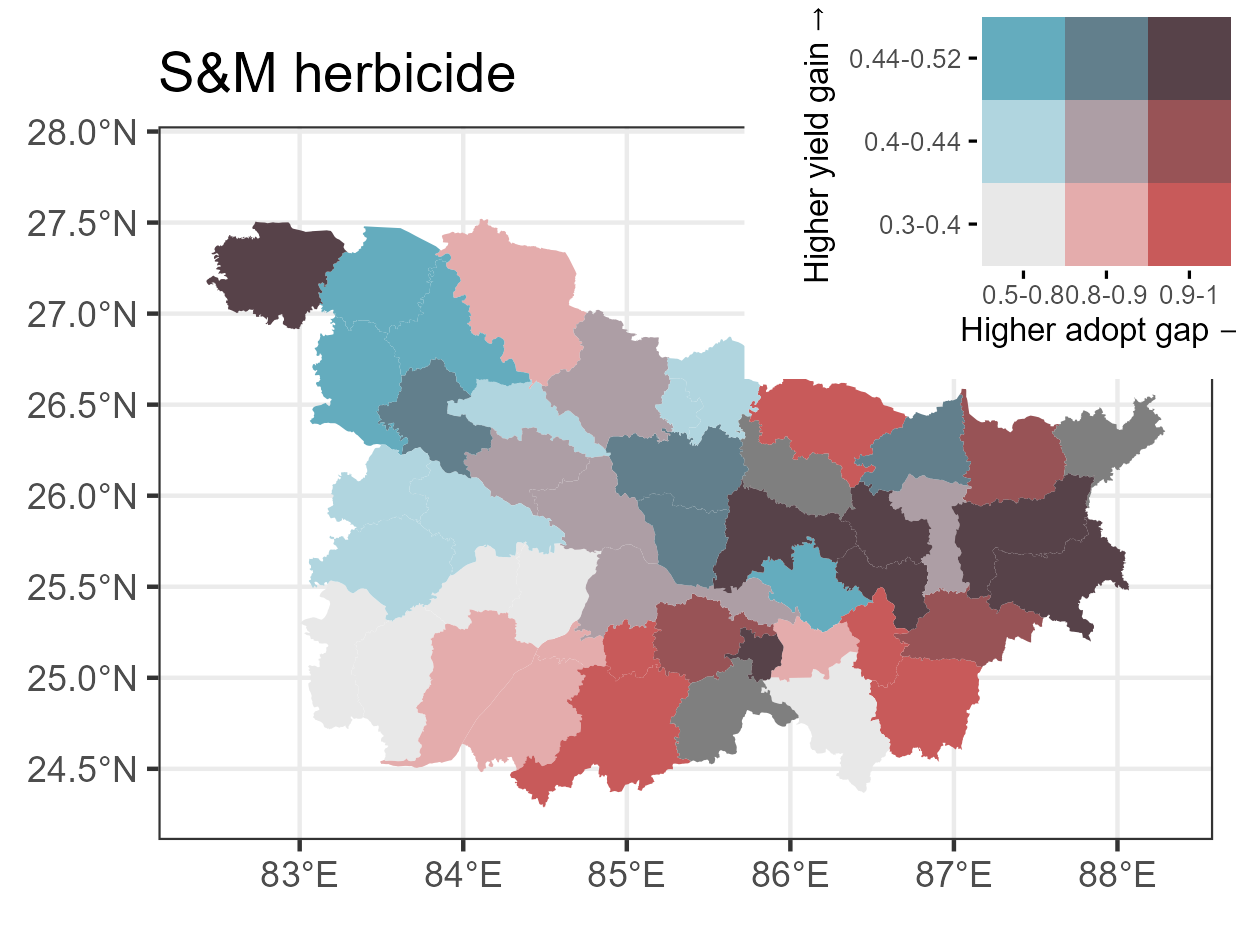 S&M herbicide
Higher yield gain →
0.44-0.52
0.4-0.44
0.3-0.4
0.5-0.80.8-0.9 0.9-1
Higher adopt gap –
28.0°N
27.5°N
27.0°N
26.5°N
26.0°N
25.5°N
25.0°N
24.5°N
83°E 84°E 85°E 86°E 87°E 88°E